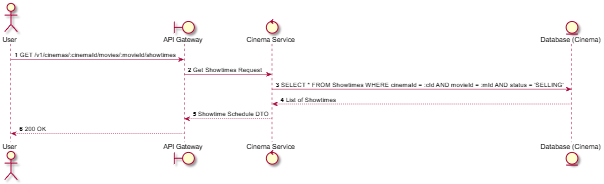 User
API Gateway
Cinema Service
Database (Cinema)
1 GET /v1/cinemas/:cinemaId/movies/:movieId/showtimes
2 Get Showtimes Request
3 SELECT * FROM Showtimes WHERE cinemaId = :cId AND movieId = :mId AND status = 'SELLING'
4 List of Showtimes
5 Showtime Schedule DTO
6 200 OK
User
API Gateway
Cinema Service
Database (Cinema)